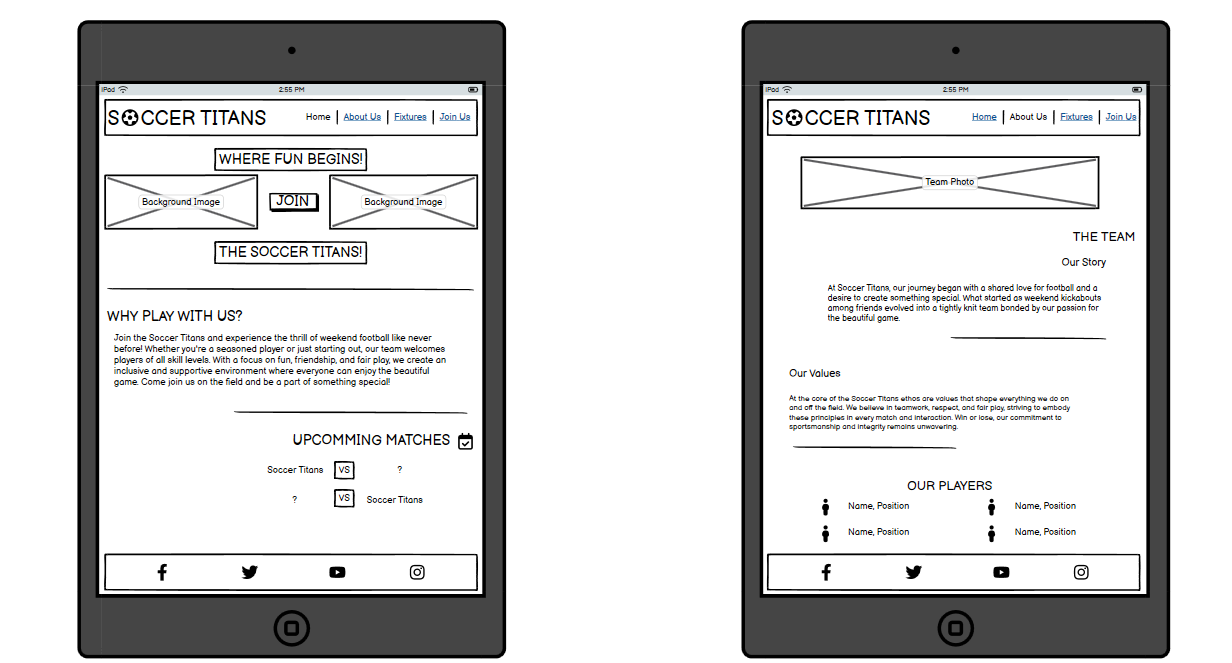 iPad
2:55 PM
SOCCER TITANS
Home
About Us
Fixtures
Join Us
WHERE FUN BEGINS!
Background Image
JOIN
Background Image
THE SOCCER TITANS!
WHY PLAY WITH US?
Join the Soccer Titans and experience the thrill of weekend football like never
before! Whether you're a seasoned player or just starting out, our team welcomes
players of all skill levels. With a focus on fun, friendship, and fair play, we create an
inclusive and supportive environment where everyone can enjoy the beautiful
game. Come join us on the field and be a part of something special!
UPCOMMING MATCHES
Soccer Titans VS ?
? VS Soccer Titans
iPad
2:55 PM
SOCCER TITANS
Home
About Us
Fixtures
Join Us
Team Photo
THE TEAM
Our Story
At Soccer Titans, our journey began with a shared love for football and a
desire to create something special. What started as weekend kickabouts
among friends evolved into a tightly knit team bonded by our passion for
the beautiful game.
Our Values
At the core of the Soccer Titans ethos are values that shape everything we do on
and off the field. We believe in teamwork, respect, and fair play, striving to embody
these principles in every match and interaction. Win or lose, our commitment to
sportsmanship and integrity remains unwavering.
OUR PLAYERS
Name, Position
Name, Position
Name, Position
Name, Position